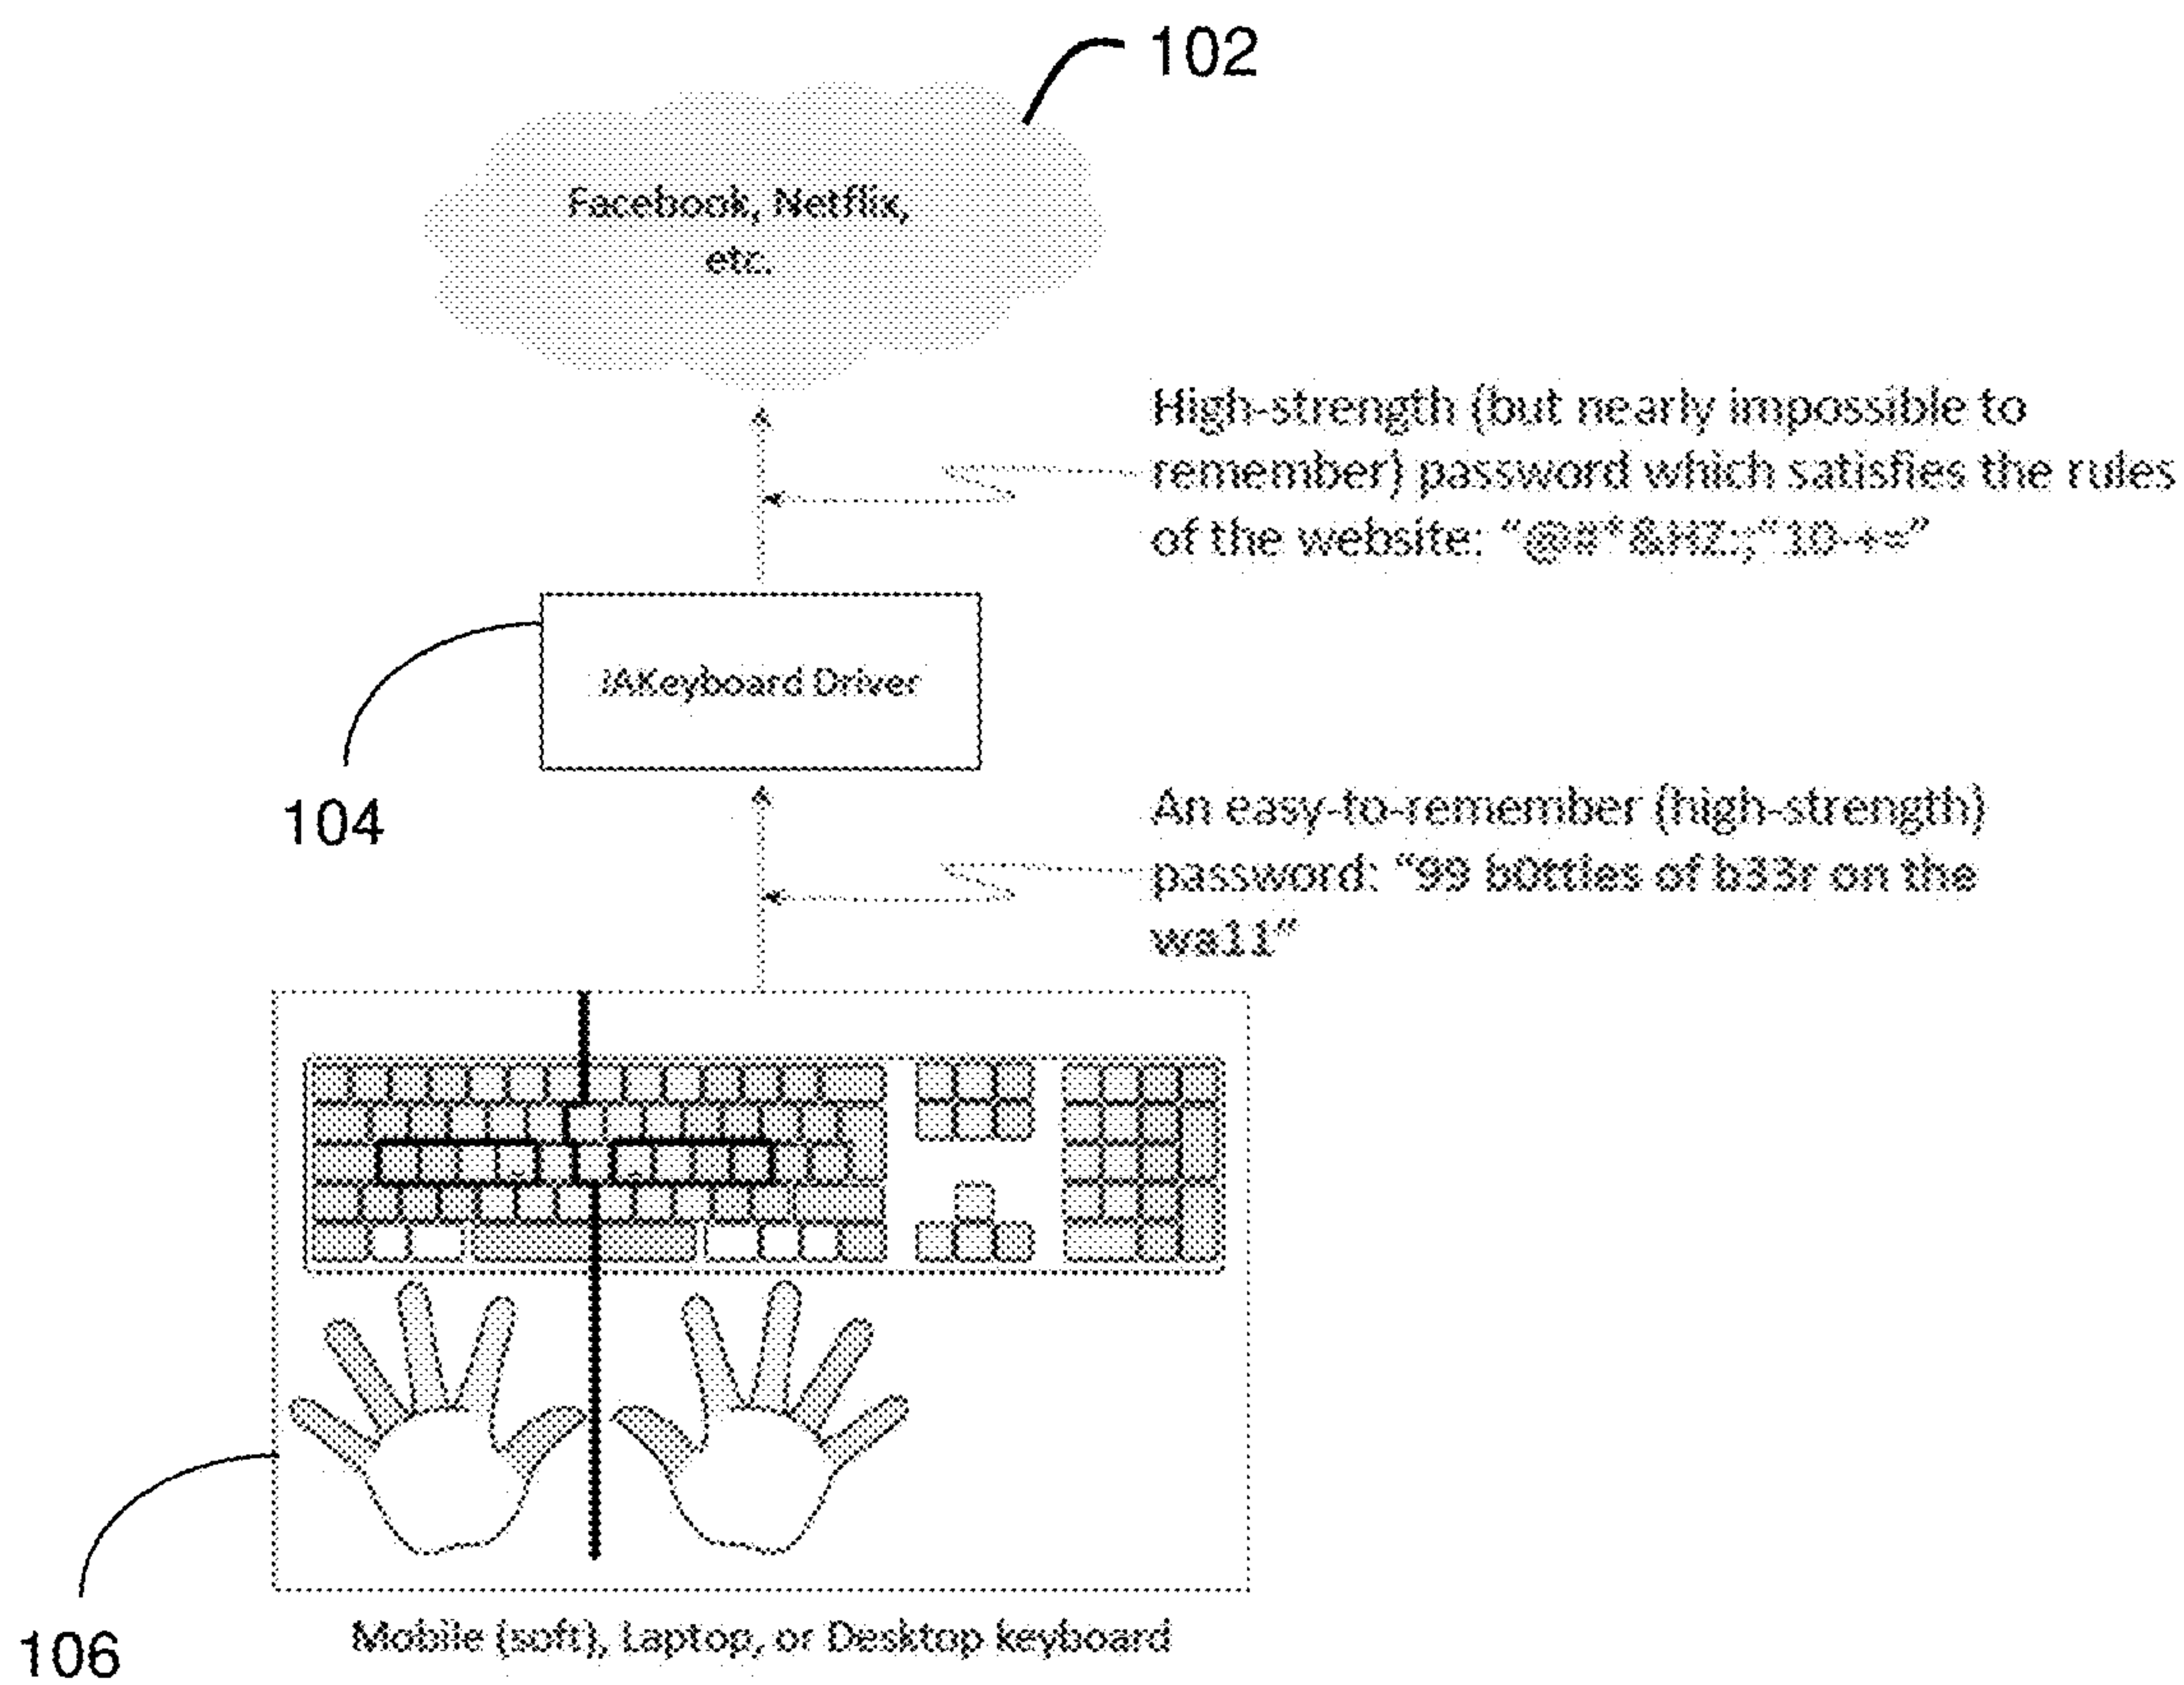 102
Facebook, Netflix,
etc.
High-strength (but nearly impossible to
remember) password which satisfies the rules
of the website: “@#*&HZ:;“10-+=”
104
IAKeyboard Driver
An easy-to-remember (high-strength)
password: “99 b0ttles of b33r on the
wa11”
106
Mobile (soft), Laptop, or Desktop keyboard